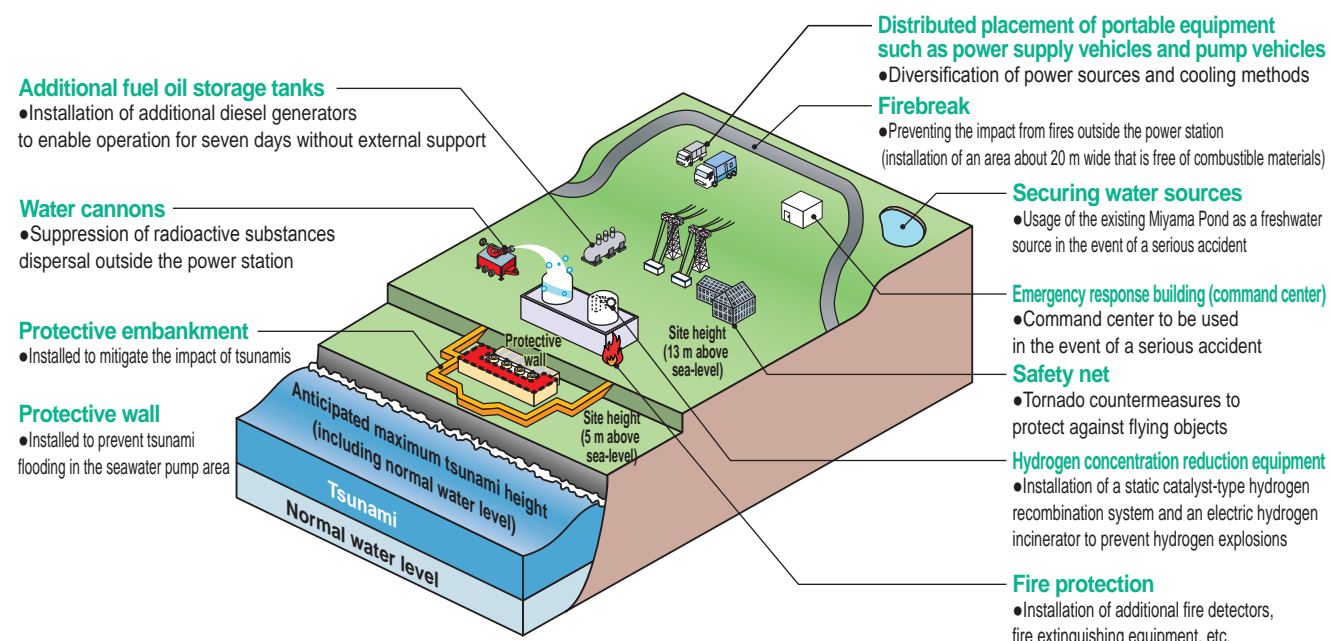 Additional fuel oil storage tanks
●Installation of additional diesel generators
to enable operation for seven days without external support
Water cannons
●Suppression of radioactive substances
dispersal outside the power station
Protective embankment
●Installed to mitigate the impact of tsunamis
Protective wall
●Installed to prevent tsunami
flooding in the seawater pump area
Protective
wall
Site height
(13 m above
sea-level)
Site height
(5 m above
sea-level)
Anticipated maximum tsunami height
(including normal water level)
Tsunami
Normal water level
Distributed placement of portable equipment
such as power supply vehicles and pump vehicles
●Diversification of power sources and cooling methods
Firebreak
●Preventing the impact from fires outside the power station
(installation of an area about 20 m wide that is free of combustible materials)
Securing water sources
●Usage of the existing Miyama Pond as a freshwater
source in the event of a serious accident
Emergency response building (command center)
●Command center to be used
in the event of a serious accident
Safety net
●Tornado countermeasures to
protect against flying objects
Hydrogen concentration reduction equipment
●Installation of a static catalyst-type hydrogen
recombination system and an electric hydrogen
incinerator to prevent hydrogen explosions
Fire protection
●Installation of additional fire detectors,
fire extinguishing equipment, etc.